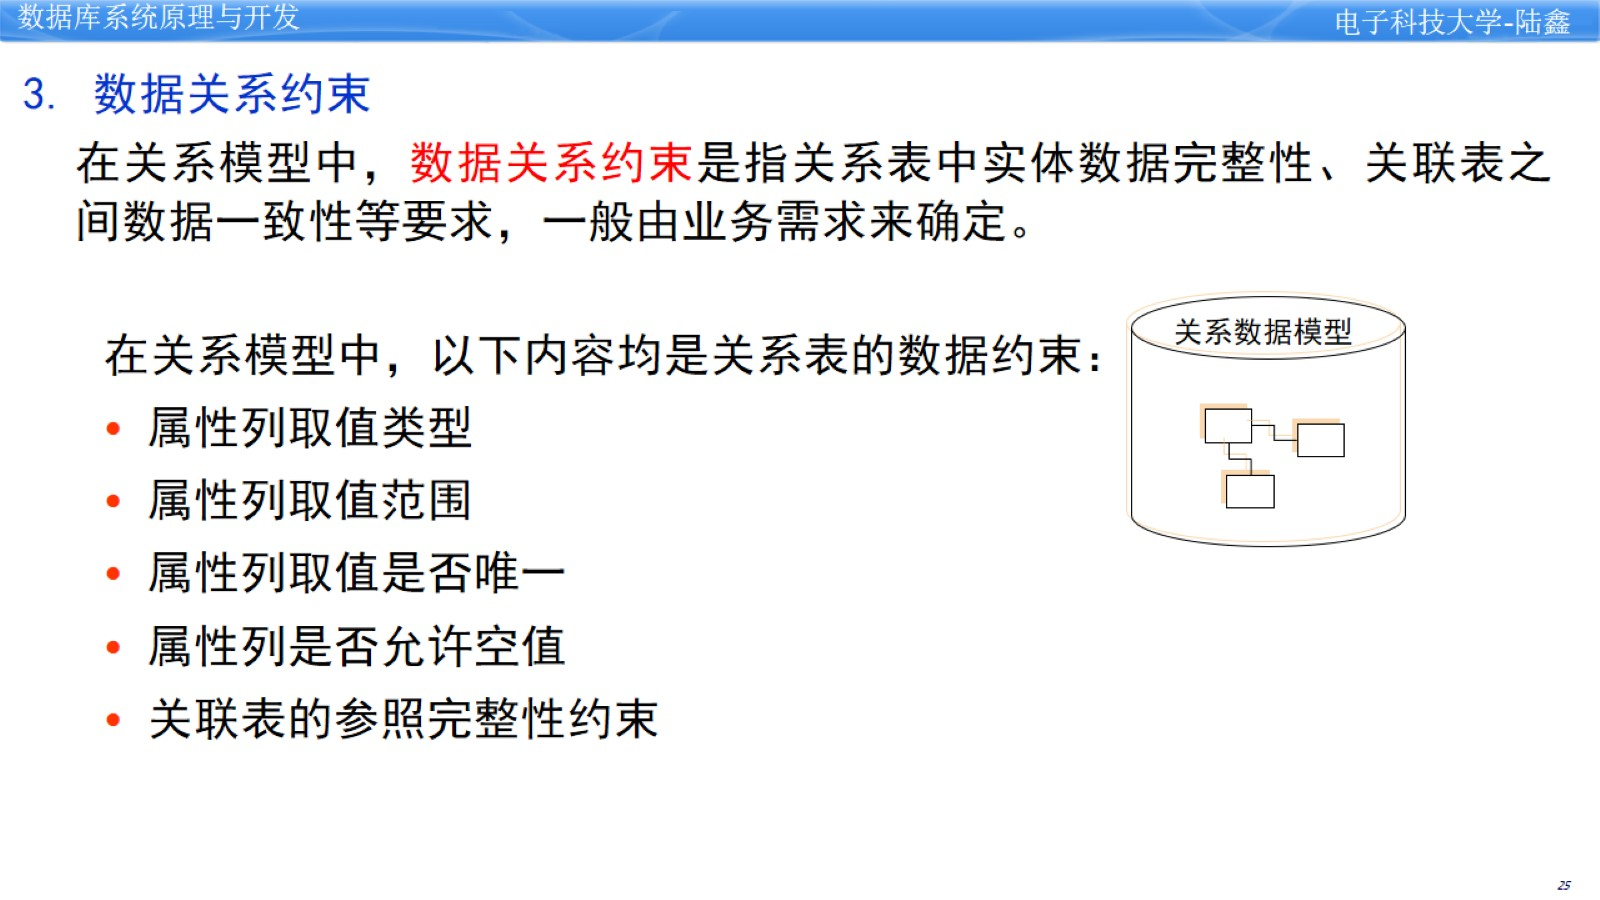 数据库系统原理与开发
电子科技大学-陆鑫
3. 数据关系约束
在关系模型中，数据关系约束是指关系表中实体数据完整性、关联表之
间数据一致性等要求，一般由业务需求来确定。
在关系模型中，以下内容均是关系表的数据约束：
• 属性列取值类型
• 属性列取值范围
• 属性列取值是否唯一
• 属性列是否允许空值
• 关联表的参照完整性约束
关系数据模型
25